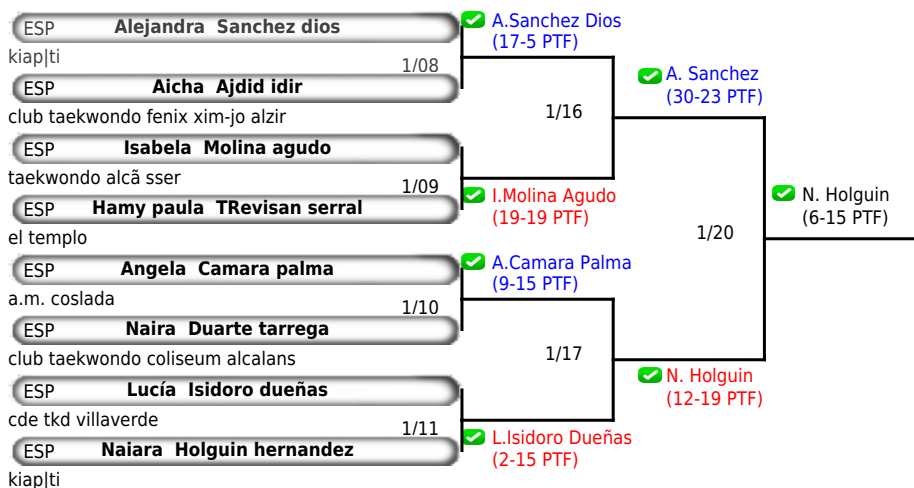 ESP Alejandra Sanchez dios
kiap|ti
1/08
ESP Aicha Ajdid idir
club taekwondo fenix xim-jo alzir
ESP Isabela Molina agudo
taekwondo alcã sser
1/09
ESP Hamy paula TRevisan serral
el templo
ESP Angela Camara palma
a.m. coslada
1/10
ESP Naira Duarte tarrega
club taekwondo coliseum alcalans
ESP Lucía Isidoro dueñas
cde tkd villaverde
1/11
ESP Naiara Holguin hernandez
kiap|ti
A.Sanchez Dios
(17-5 PTF)
1/16
I.Molina Agudo
(19-19 PTF)
A.Camara Palma
(9-15 PTF)
1/17
L.Isidoro Dueñas
(2-15 PTF)
A. Sanchez
(30-23 PTF)
1/20
N. Holguin
(12-19 PTF)
N. Holguin
(6-15 PTF)